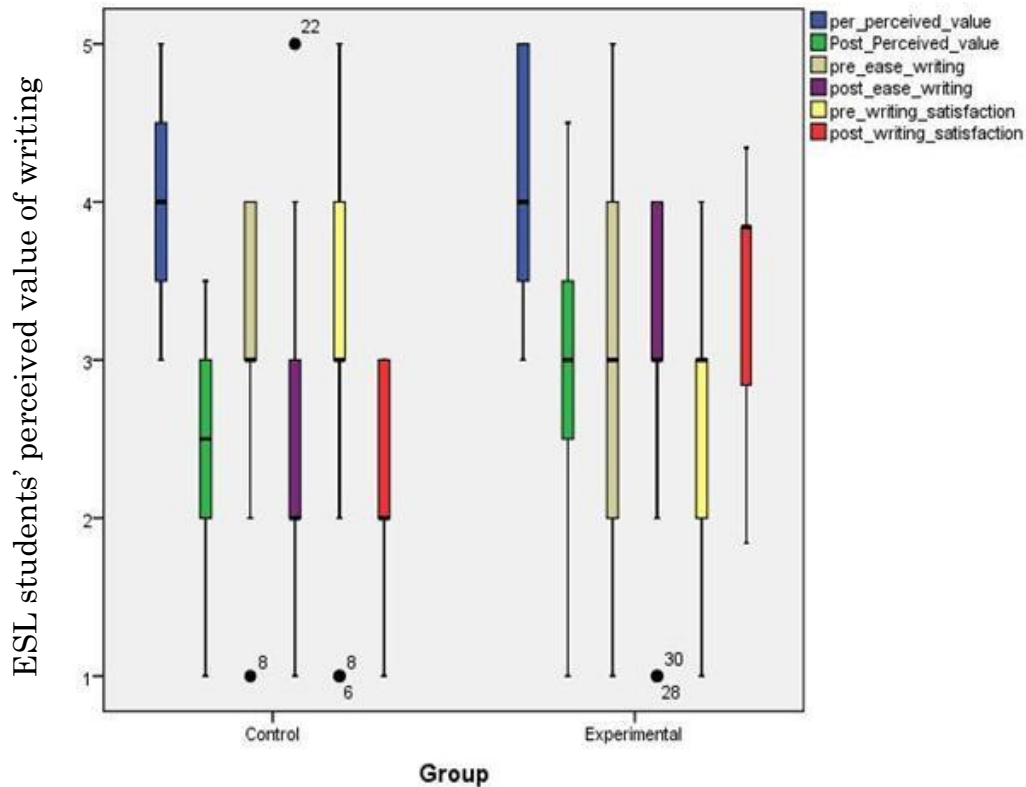 ESL students' perceived value of writing
5
4
3
2
1
22
8
8
6
30
28
Control
Experimental
Group
per_perceived_value
Post_Perceived_value
pre_ease_writing
post_ease_writing
pre_writing_satisfaction
post_writing_satisfaction